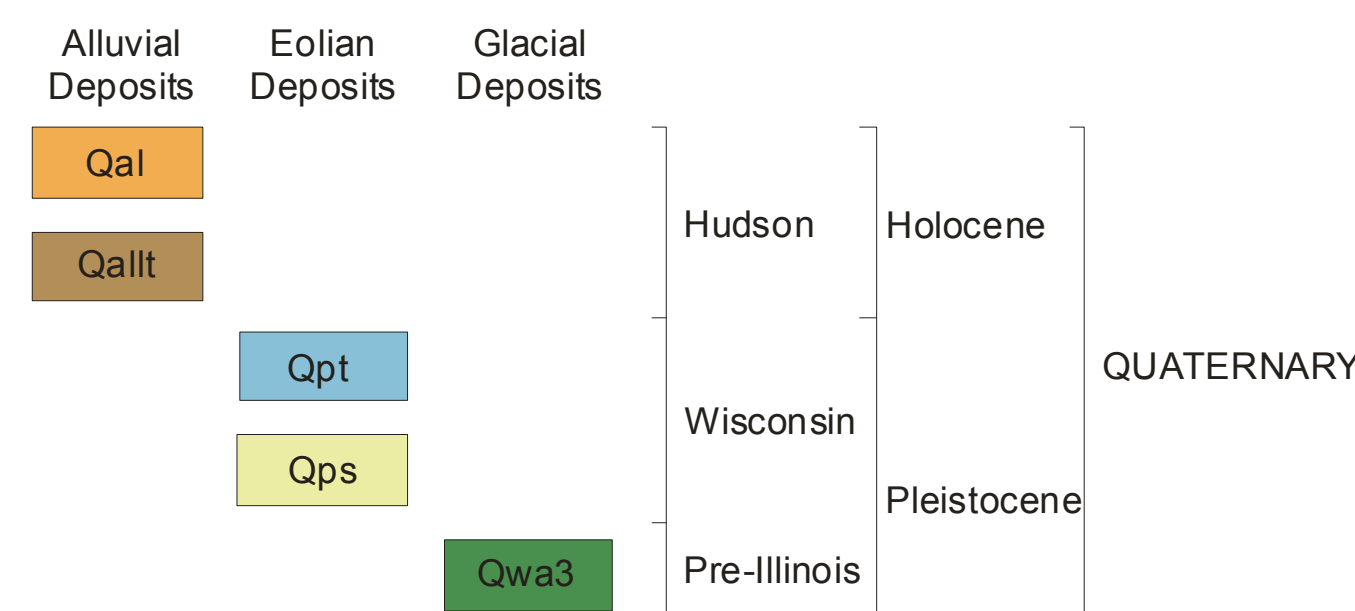 Alluvial
Deposits
Eolian
Deposits
Glacial
Deposits
Qal
Hudson
Holocene
Qallt
Qpt
QUATERNARY
Wisconsin
Qps
Pleistocene
Qwa3
Pre-Illinois